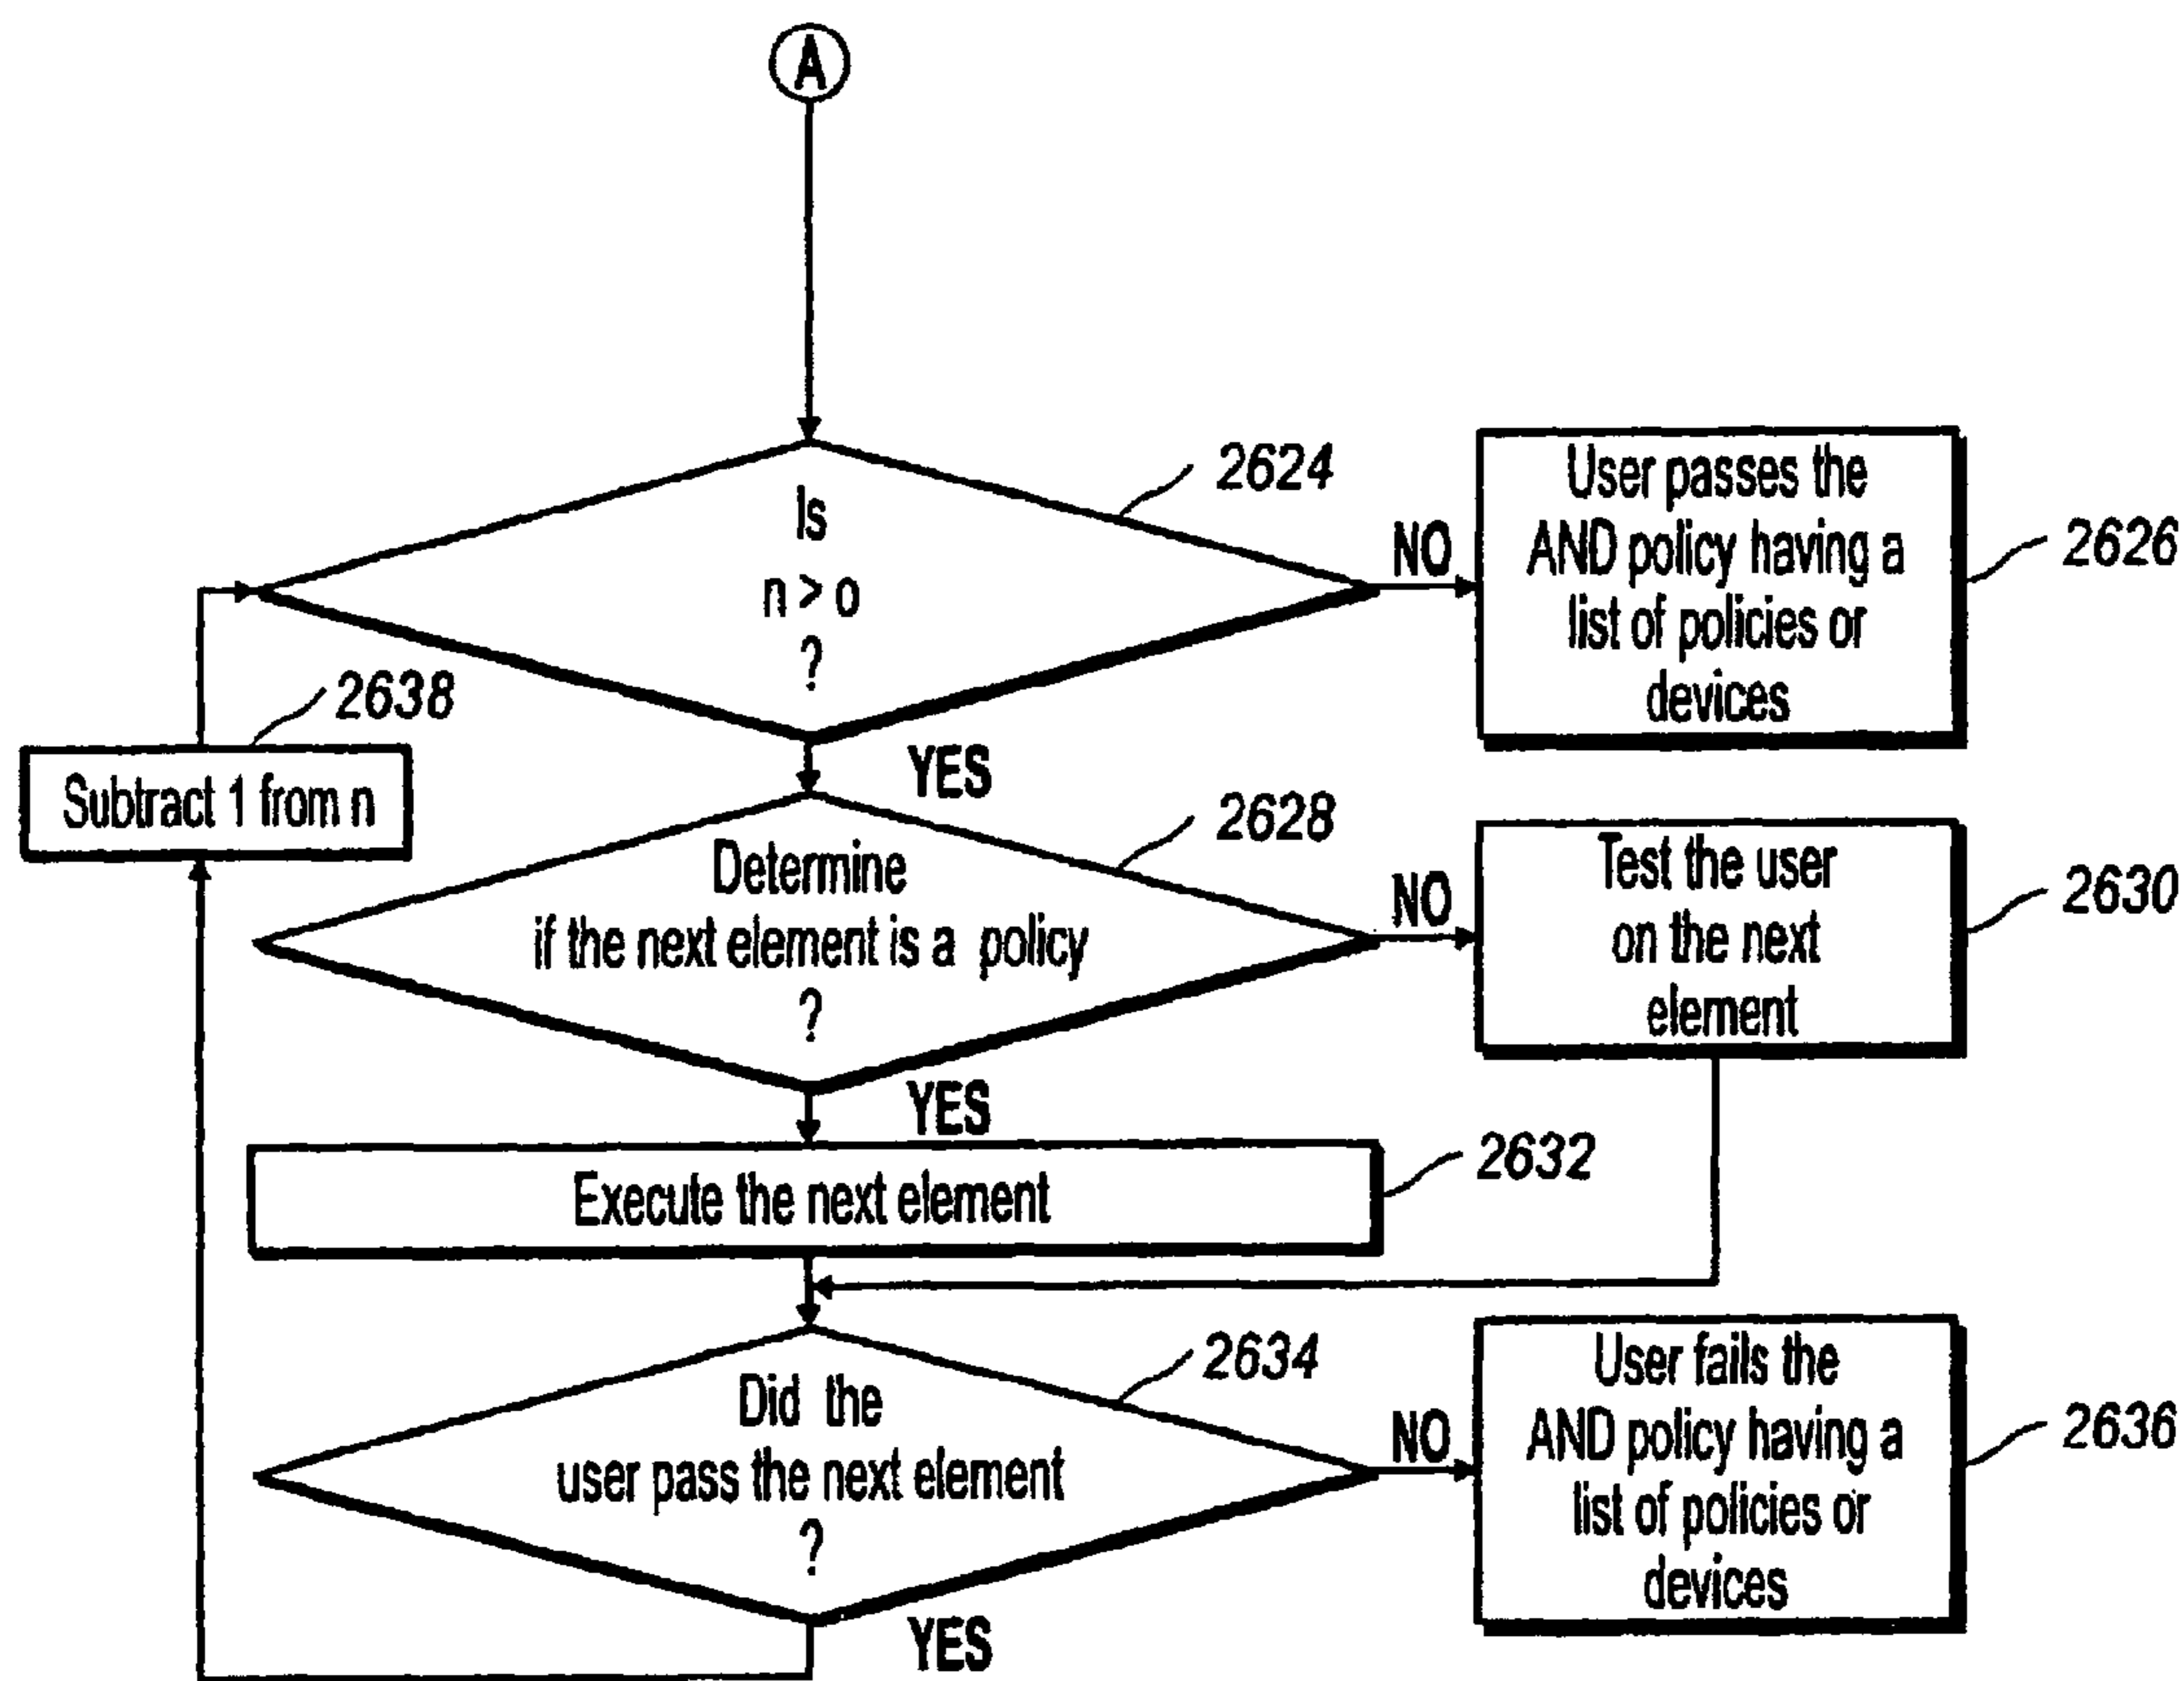 A
Is
n > o
?
2624
NO
User passes the
AND policy having a
list of policies or
devices
2626
2638
Subtract 1 from n
YES
Determine
if the next element is a policy
?
2628
NO
Test the user
on the next
element
2630
YES
Execute the next element
2632
Did the
user pass the next element
?
2634
NO
User fails the
AND policy having a
list of policies or
devices
2636
YES